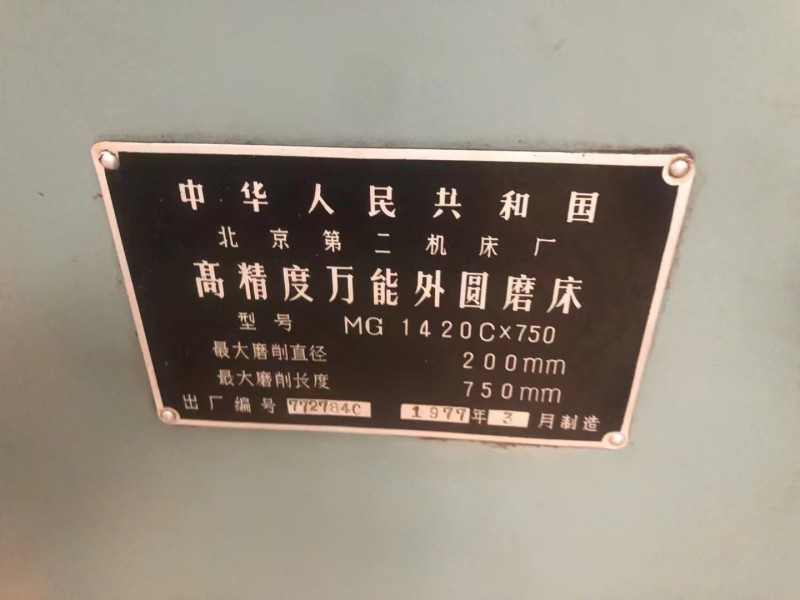 中华人民共和国
北京第二机床厂
高精度万能外圆磨床
型号 MG 1420C×750
最大磨削直径 200mm
最大磨削长度 750mm
出厂编号 772784C 1977年3月制造